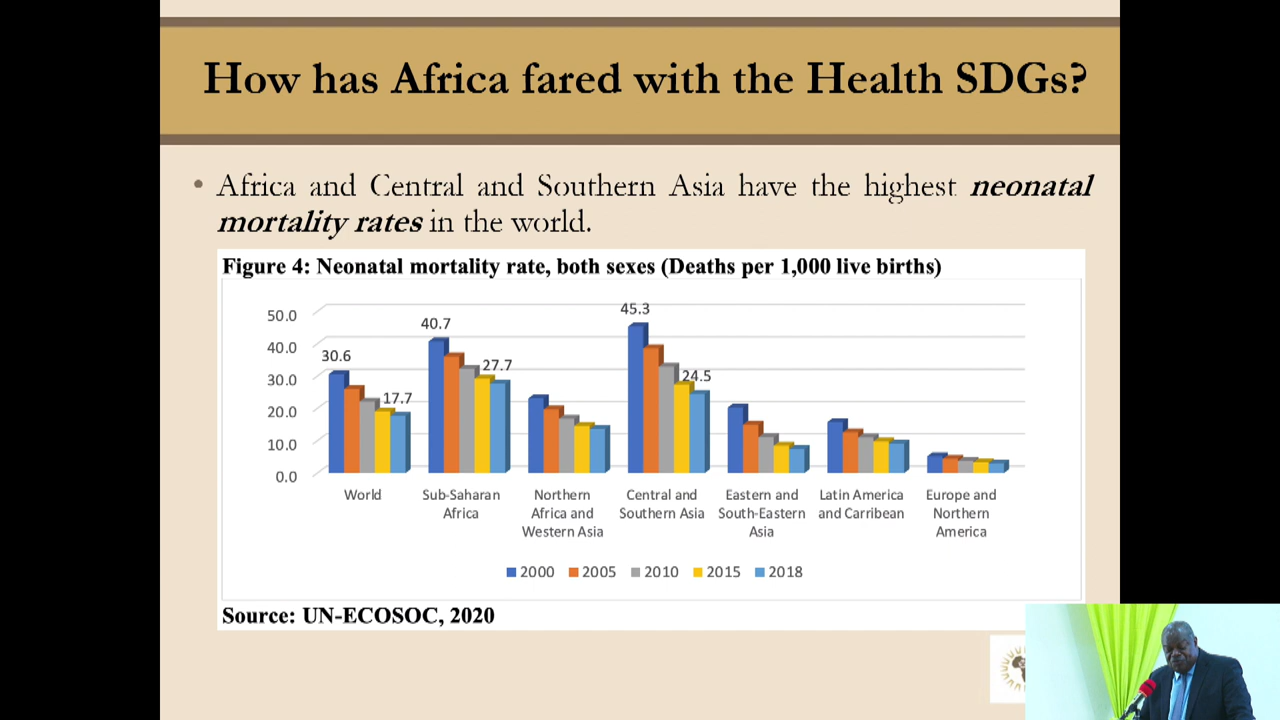 How has Africa fared with the Health SDGs?
• Africa and Central and Southern Asia have the highest neonatal
mortality rates in the world.
Figure 4: Neonatal mortality rate, both sexes (Deaths per 1,000 live births)
50.0
40.0
30.0
20.0
10.0
0.0
30.6
17.7
40.7
27.7
45.3
24.5
World
Sub-Saharan
Africa
Northern
Africa and
Western Asia
Central and
Southern Asia
Eastern and
South-Eastern
Asia
Latin America
and Carribean
Europe and
Northern
America
2000 2005 2010 2015 2018
Source: UN-ECOSOC, 2020